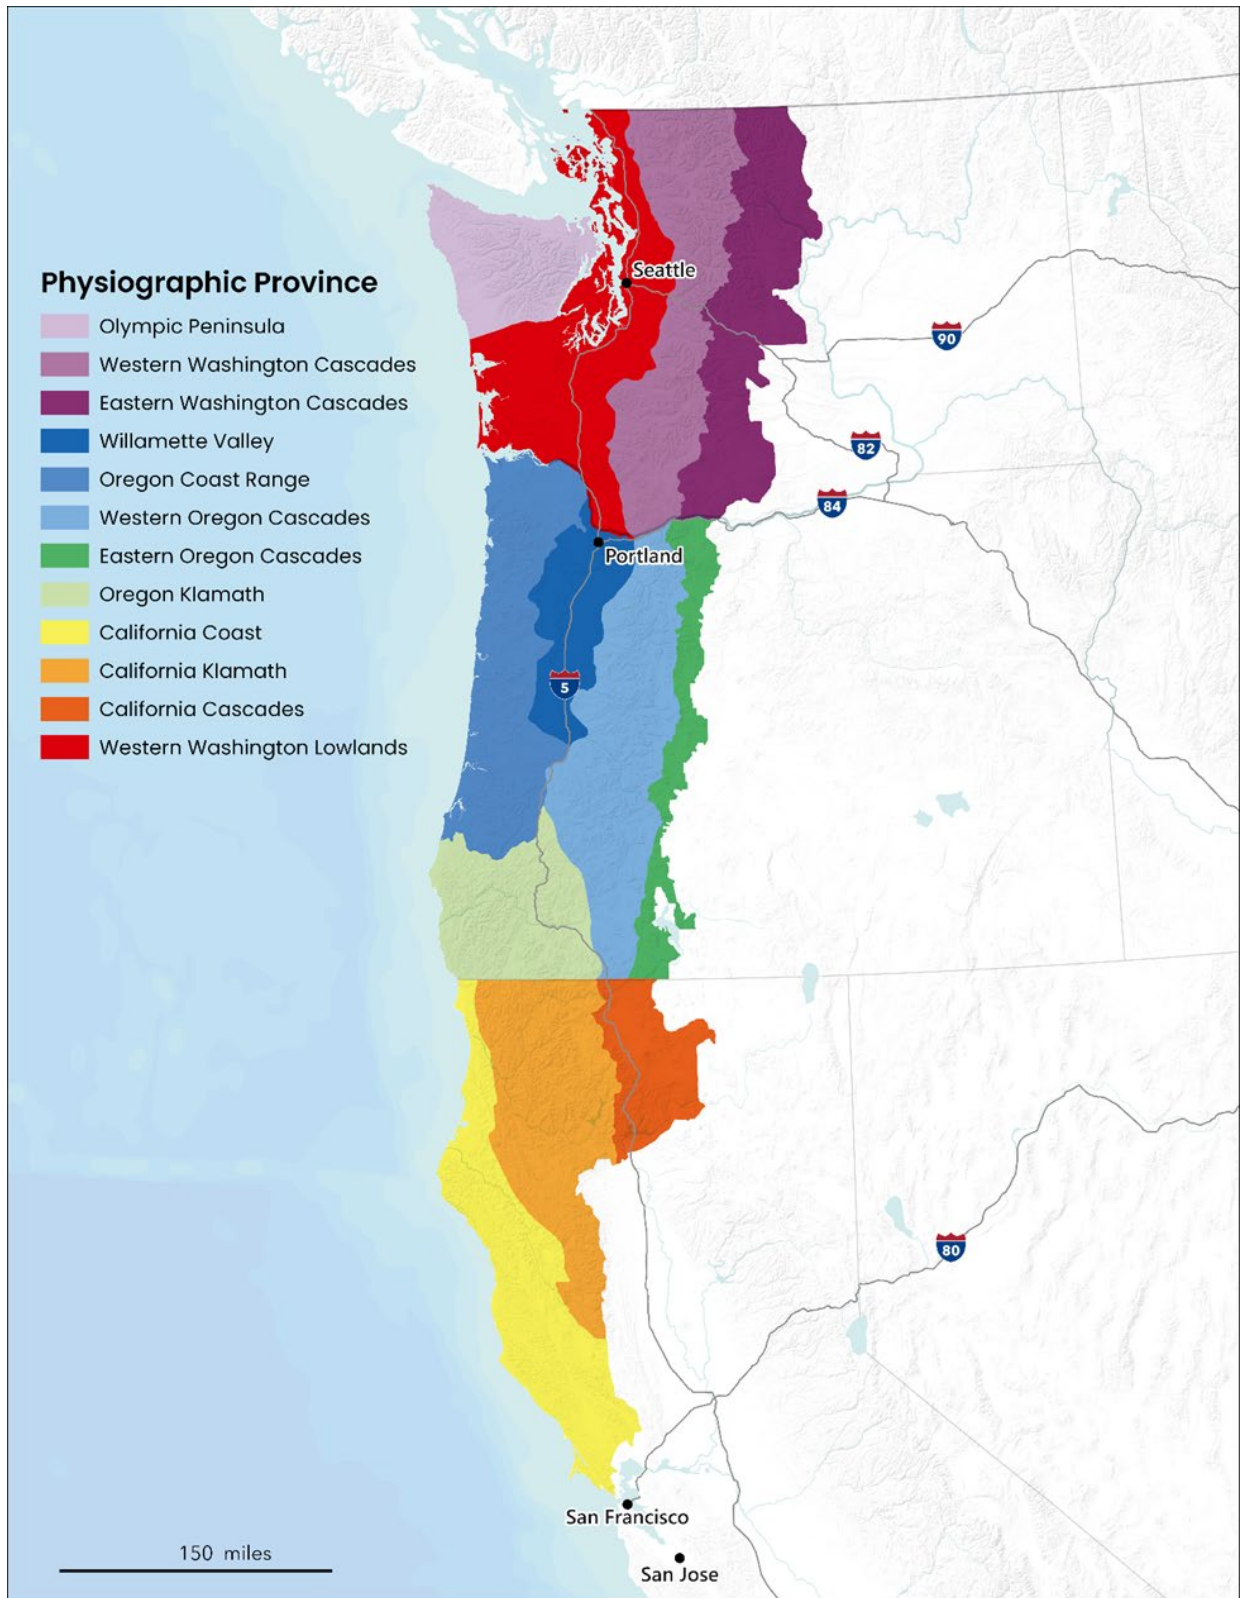 Seattle
Physiographic Province
Olympic Peninsula
Western Washington Cascades
Eastern Washington Cascades
Willamette Valley
Oregon Coast Range
Western Oregon Cascades
Eastern Oregon Cascades
Oregon Klamath
California Coast
California Klamath
California Cascades
Western Washington Lowlands
90
82
84
Portland
5
80
San Francisco
150 miles
San Jose